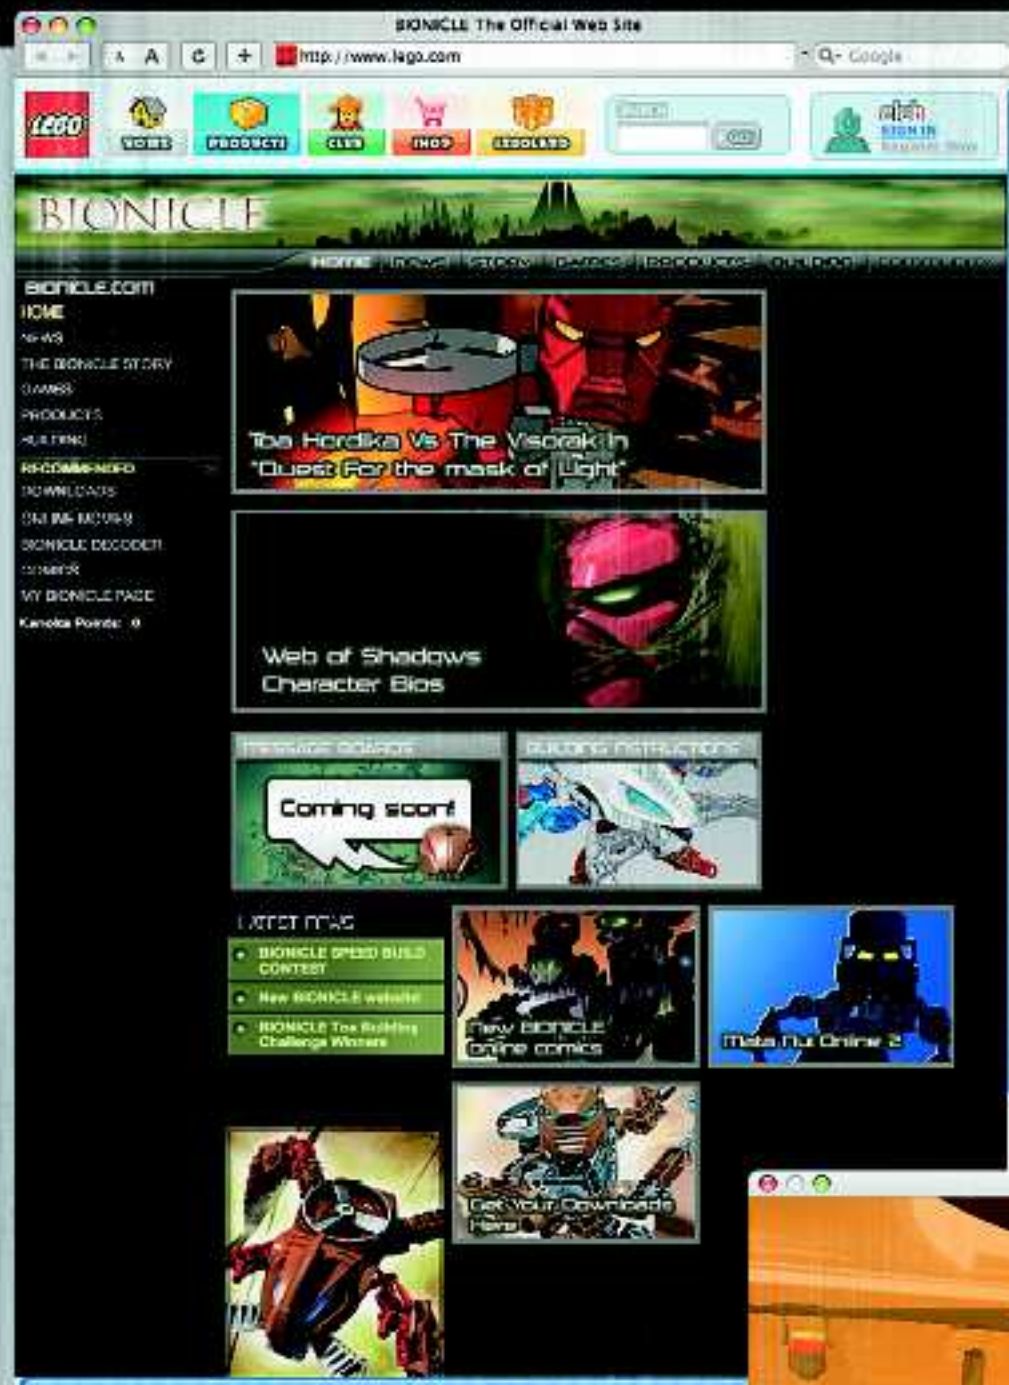 BIONICLE The Official Web Site
A A C + http://www.lego.com Google
LEGO
HOME PRODUCTS CLUB SHOP LEGOLAND
GO
club
SIGN IN
Register Now
BIONICLE
HOME NEWS STORY GAMES PRODUCTS BUILDING
BIONICLE.COM
HOME
NEWS
THE BIONICLE STORY
GAMES
PRODUCTS
BUILDING
RECOMMENDED
DOWNLOADS
ONLINE MOVIES
BIONICLE DECODER
COMICS
MY BIONICLE PAGE
Kanoka Points: 0
Toa Hordika Vs The Visorak in
"Quest For the mask of Light"
Web of Shadows
Character Bios
MESSAGE BOARDS
Coming soon!
BUILDING INSTRUCTIONS
LATEST NEWS
BIONICLE SPEED BUILD
CONTEST
New BIONICLE website!
BIONICLE Toa Building
Challenge Winners
New BIONICLE
online comics
Mata Nui Online 2
Get Your Downloads
Here